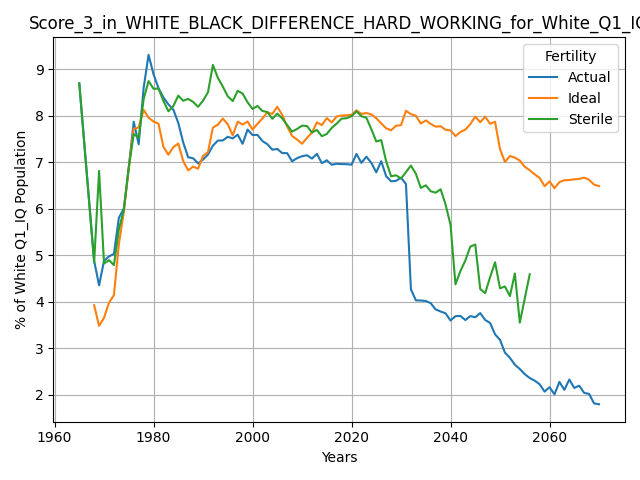 Score_3_in_WHITE_BLACK_DIFFERENCE_HARD_WORKING_for_White_Q1_IQ
Fertility
Actual
Ideal
Sterile
% of White Q1_IQ Population
9
8
7
6
5
4
3
2
1960 1980 2000 2020 2040 2060
Years